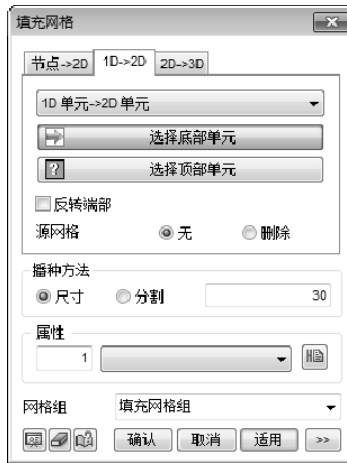 填充网格
节点->2D 1D->2D 2D->3D
1D 单元->2D 单元
选择底部单元
? 选择顶部单元
反转端部
源网格 无 删除
播种方法
尺寸 分割 30
属性
1
网格组 填充网格组
确认 取消 适用 >>